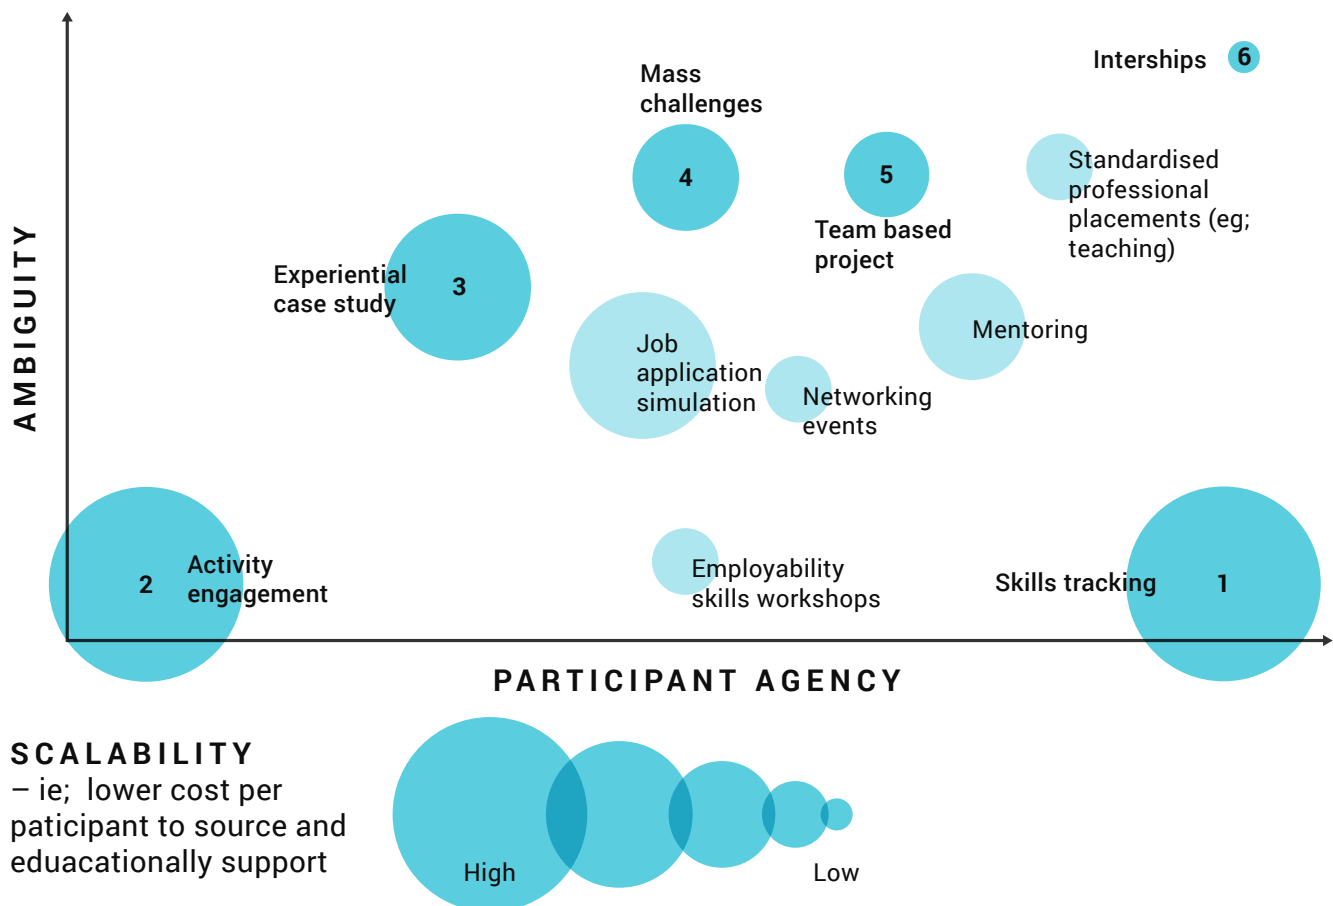 Intershps
6
Mass
challenges
4
5
Team based
project
Standardised
professional
placements (eg;
teaching)
Experiential
case study
3
Job
application
simulation
Networking
events
Mentoring
AMBIGUITY
2
Activity
engagement
Employability
skills workshops
Skills tracking
1
PARTICIPANT AGENCY
SCALABILITY
– ie; lower cost per
paticipant to source and
eduacationally support
High
Low